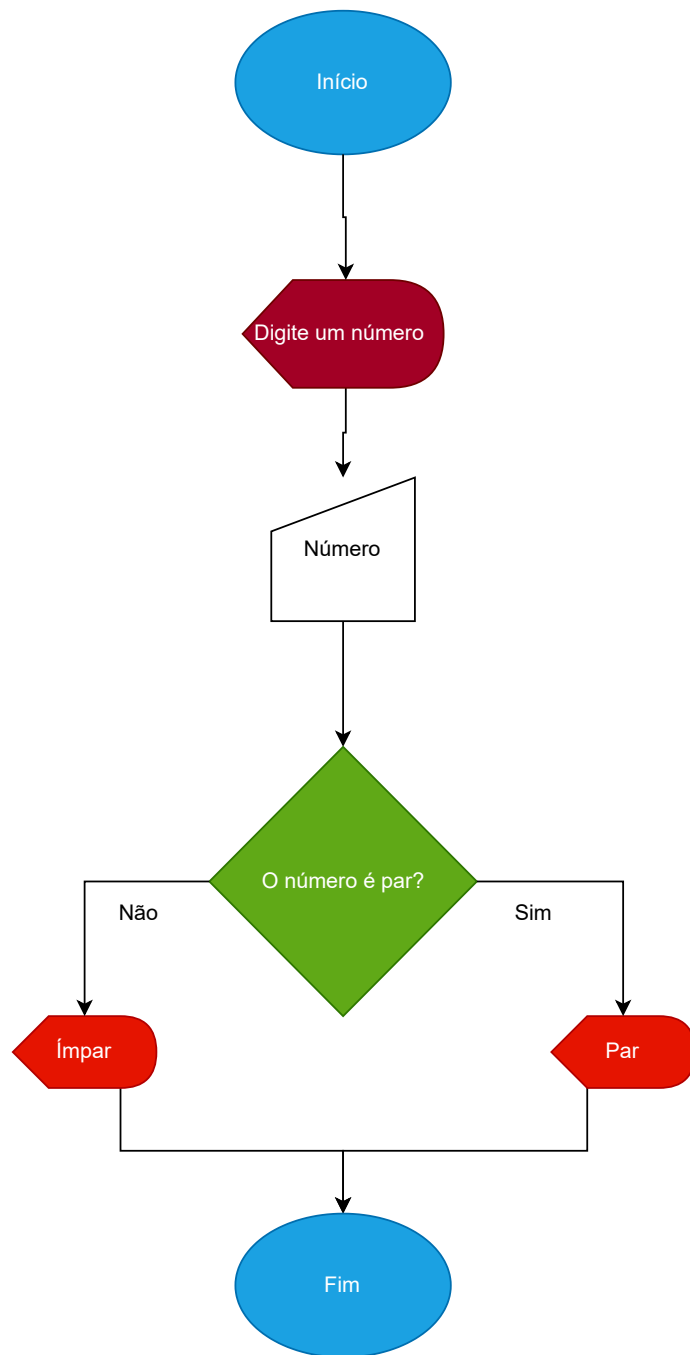 Início
Digite um número
Número
O número é par?
Não
Sim
Ímpar
Par
Fim